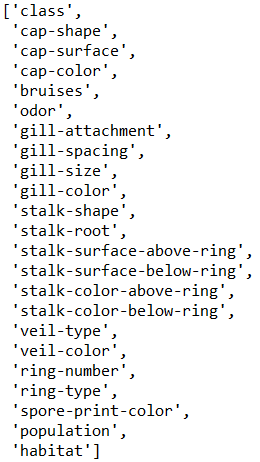 ['class',
'cap-shape',
'cap-surface',
'cap-color',
'bruises',
'odor',
'gill-attachment',
'gill-spacing',
'gill-size',
'gill-color',
'stalk-shape',
'stalk-root',
'stalk-surface-above-ring',
'stalk-surface-below-ring',
'stalk-color-above-ring',
'stalk-color-below-ring',
'veil-type',
'veil-color',
'ring-number',
'ring-type',
'spore-print-color',
'population',
'habitat']